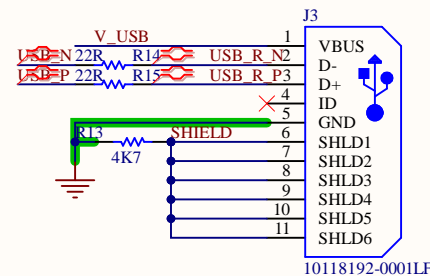 J3
V_USB 1 VBUS
USB_N 22R R14 USB_R_N 2 D-
USB_P 22R R15 USB_R_P 3 D+
4 ID
5 GND
R13 SHIELD 6 SHLD1
4K7 7 SHLD2
8 SHLD3
9 SHLD4
10 SHLD5
11 SHLD6
10118192-0001LF